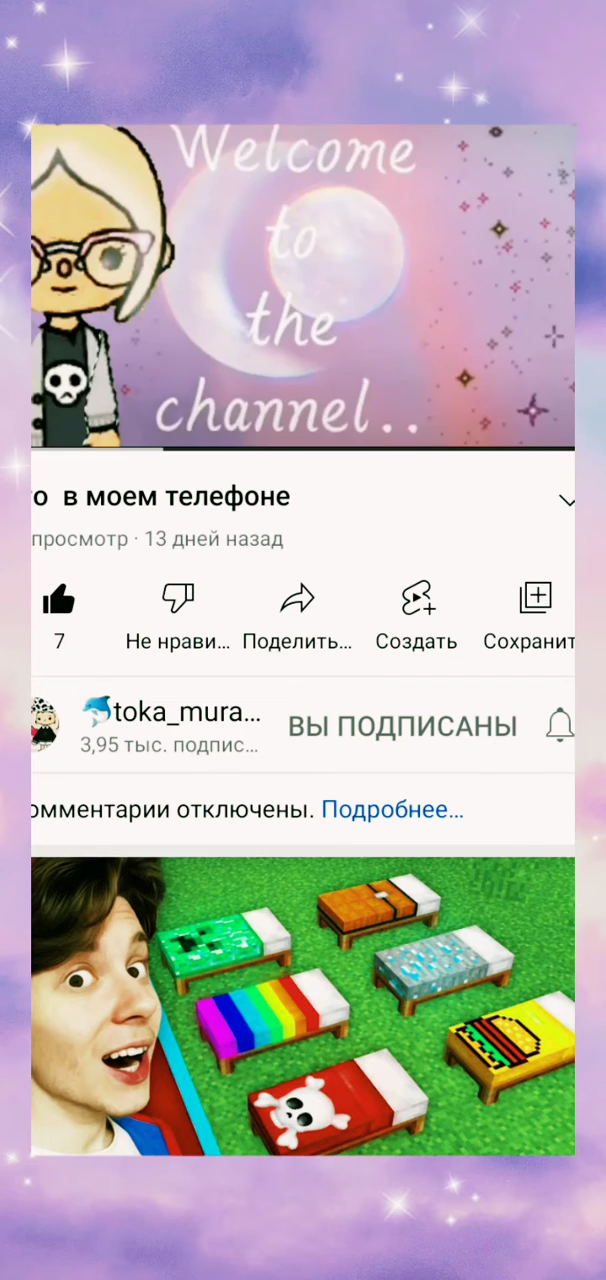 Welcome
to
the
channel..
о в моем телефоне
просмотр · 13 дней назад
7
Не нрави...
Поделить...
Создать
Сохранит
toka_mura...
ВЫ ПОДПИСАНЫ
3,95 тыс. подпис...
омментарии отключены. Подробнее...